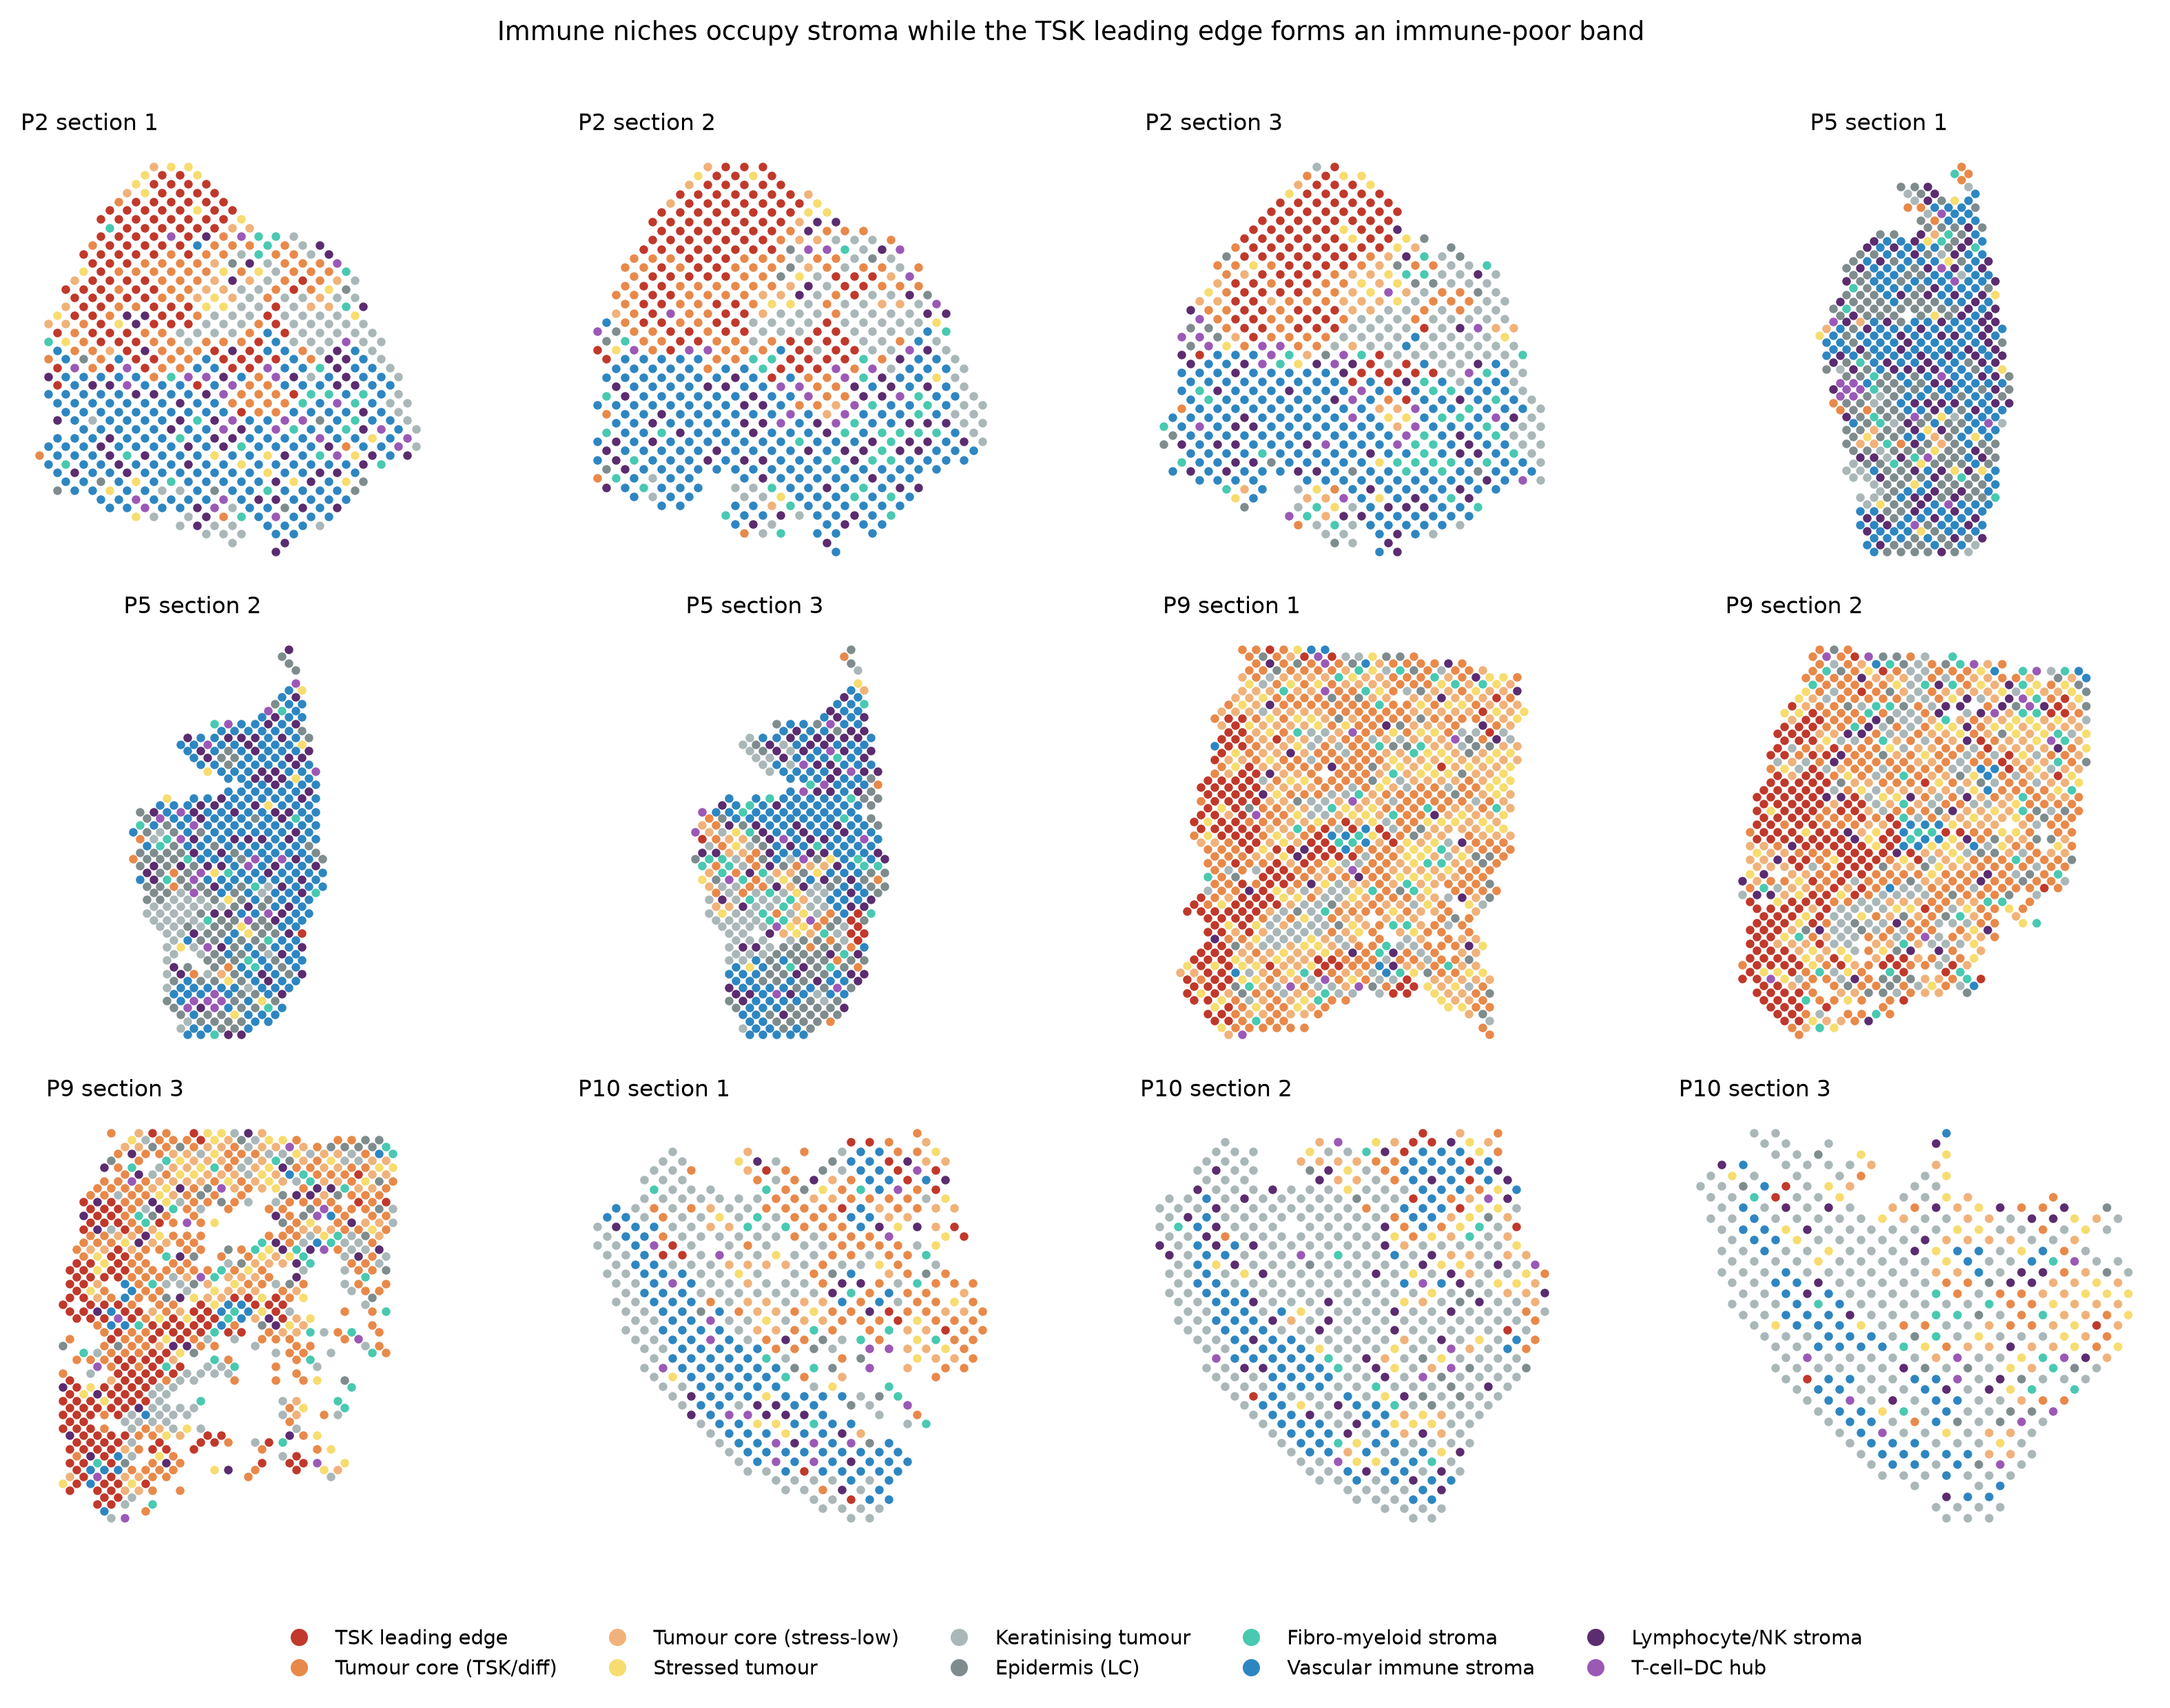 Immune niches occupy stroma while the TSK leading edge forms an immune-poor band
P2 section 1
P2 section 2
P2 section 3
P5 section 1
P5 section 2
P5 section 3
P9 section 1
P9 section 2
P9 section 3
P10 section 1
P10 section 2
P10 section 3
TSK leading edge
Tumour core (TSK/diff)
Tumour core (stress-low)
Stressed tumour
Keratinising tumour
Epidermis (LC)
Fibro-myeloid stroma
Vascular immune stroma
Lymphocyte/NK stroma
T-cell–DC hub